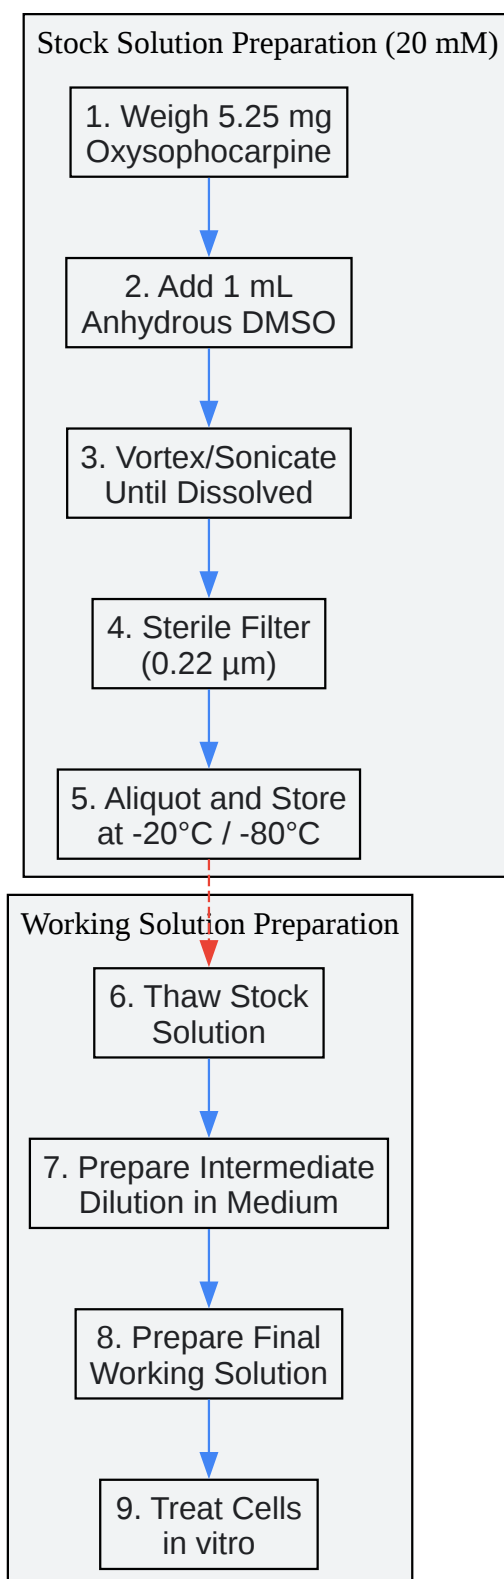 Stock Solution Preparation (20 mM)
1. Weigh 5.25 mg
Oxysophocarpine
2. Add 1 mL
Anhydrous DMSO
3. Vortex/Sonicate
Until Dissolved
4. Sterile Filter
(0.22 µm)
5. Aliquot and Store
at -20°C / -80°C
Working Solution Preparation
6. Thaw Stock
Solution
7. Prepare Intermediate
Dilution in Medium
8. Prepare Final
Working Solution
9. Treat Cells
in vitro